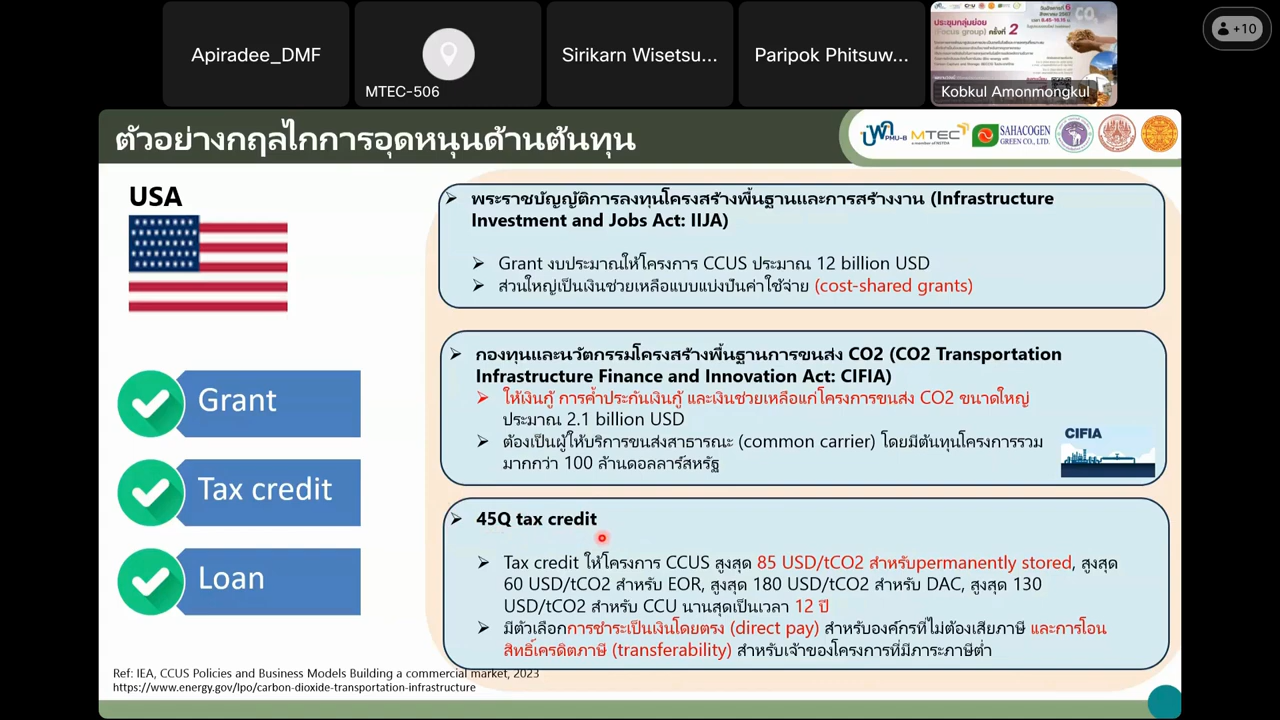 Apiram
MTEC-506
Sirikarn Wisetsu...
Paripok Phitsuw...
ประชุมกลุ่มย่อย
(Focus group) ครั้งที่ 2
Kobkul Amonmongkul
+10
ตัวอย่างกลไกการอุดหนุนด้านต้นทุน
PMU-B
MTEC
a member of NSTDA
SAHACOGEN
GREEN CO., LTD.
USA
Grant
Tax credit
Loan
พระราชบัญญัติการลงทุนโครงสร้างพื้นฐานและการสร้างงาน (Infrastructure
Investment and Jobs Act: IIJA)
Grant งบประมาณให้โครงการ CCUS ประมาณ 12 billion USD
ส่วนใหญ่เป็นเงินช่วยเหลือแบบแบ่งปันค่าใช้จ่าย (cost-shared grants)
กองทุนและนวัตกรรมโครงสร้างพื้นฐานการขนส่ง CO2 (CO2 Transportation
Infrastructure Finance and Innovation Act: CIFIA)
ให้เงินกู้ การค้ำประกันเงินกู้ และเงินช่วยเหลือแก่โครงการขนส่ง CO2 ขนาดใหญ่
ประมาณ 2.1 billion USD
ต้องเป็นผู้ให้บริการขนส่งสาธารณะ (common carrier) โดยมีต้นทุนโครงการรวม
มากกว่า 100 ล้านดอลลาร์สหรัฐ
CIFIA
45Q tax credit
Tax credit ให้โครงการ CCUS สูงสุด 85 USD/tCO2 สำหรับpermanently stored, สูงสุด
60 USD/tCO2 สำหรับ EOR, สูงสุด 180 USD/tCO2 สำหรับ DAC, สูงสุด 130
USD/tCO2 สำหรับ CCU นานสุดเป็นเวลา 12 ปี
มีตัวเลือกการชำระเป็นเงินโดยตรง (direct pay) สำหรับองค์กรที่ไม่ต้องเสียภาษี และการโอน
สิทธิ์เครดิตภาษี (transferability) สำหรับเจ้าของโครงการที่มีภาระภาษีต่ำ
Ref: IEA, CCUS Policies and Business Models Building a commercial market, 2023
https://www.energy.gov/lpo/carbon-dioxide-transportation-infrastructure